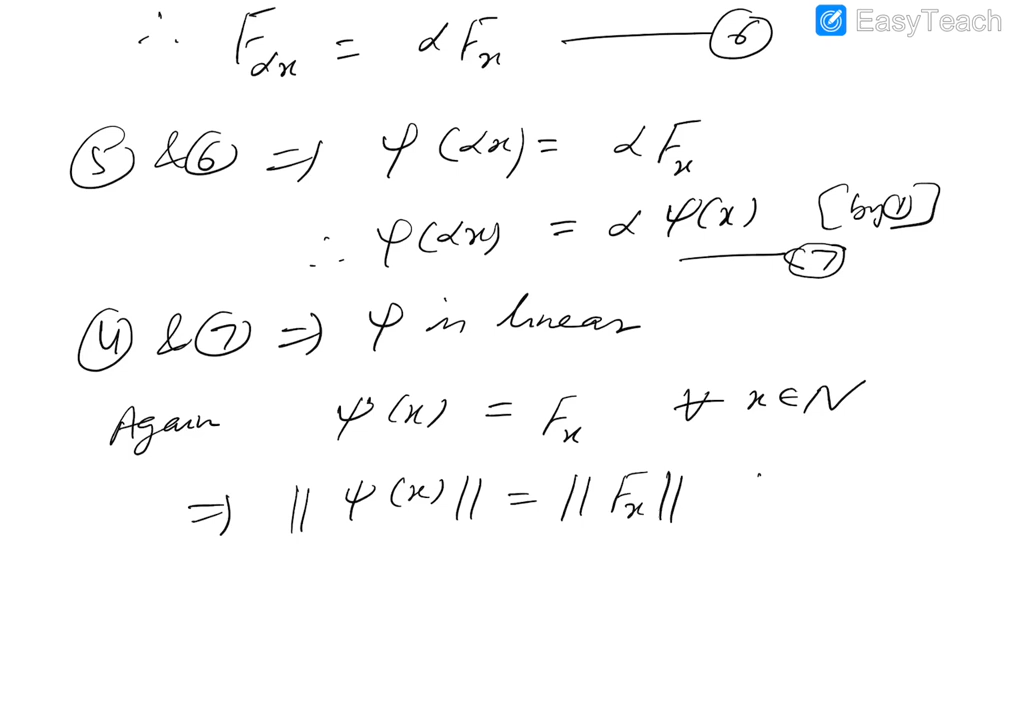 EasyTeach
∴ F_{αx} = α F_x —— ⑥
⑤ & ⑥ ⇒ ψ(αx) = α F_x
∴ ψ(αx) = α ψ(x) [by ①] —— ⑦
④ & ⑦ ⇒ ψ is linear
Again ψ(x) = F_x ∀ x ∈ N
⇒ ||ψ(x)|| = ||F_x||